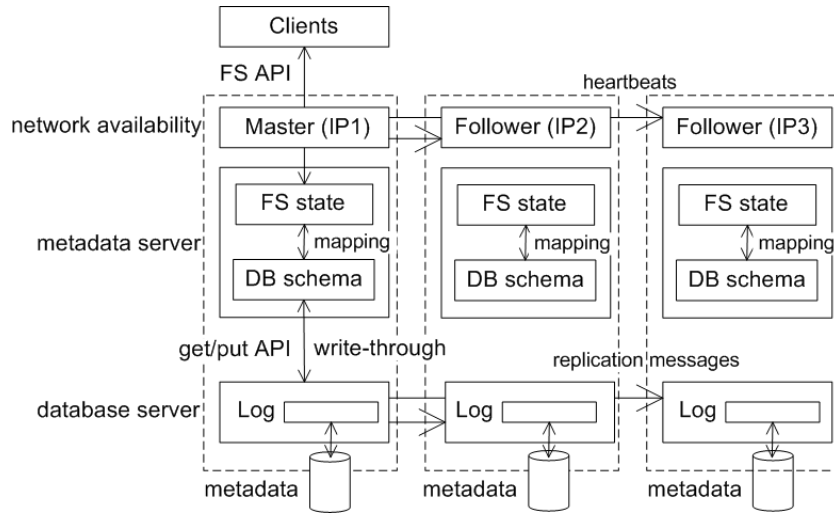 Clients
FS API
heartbeats
network availability
Master (IP1)
Follower (IP2)
Follower (IP3)
FS state
FS state
FS state
metadata server
mapping
mapping
mapping
DB schema
DB schema
DB schema
get/put API
write-through
replication messages
database server
Log
Log
Log
metadata
metadata
metadata